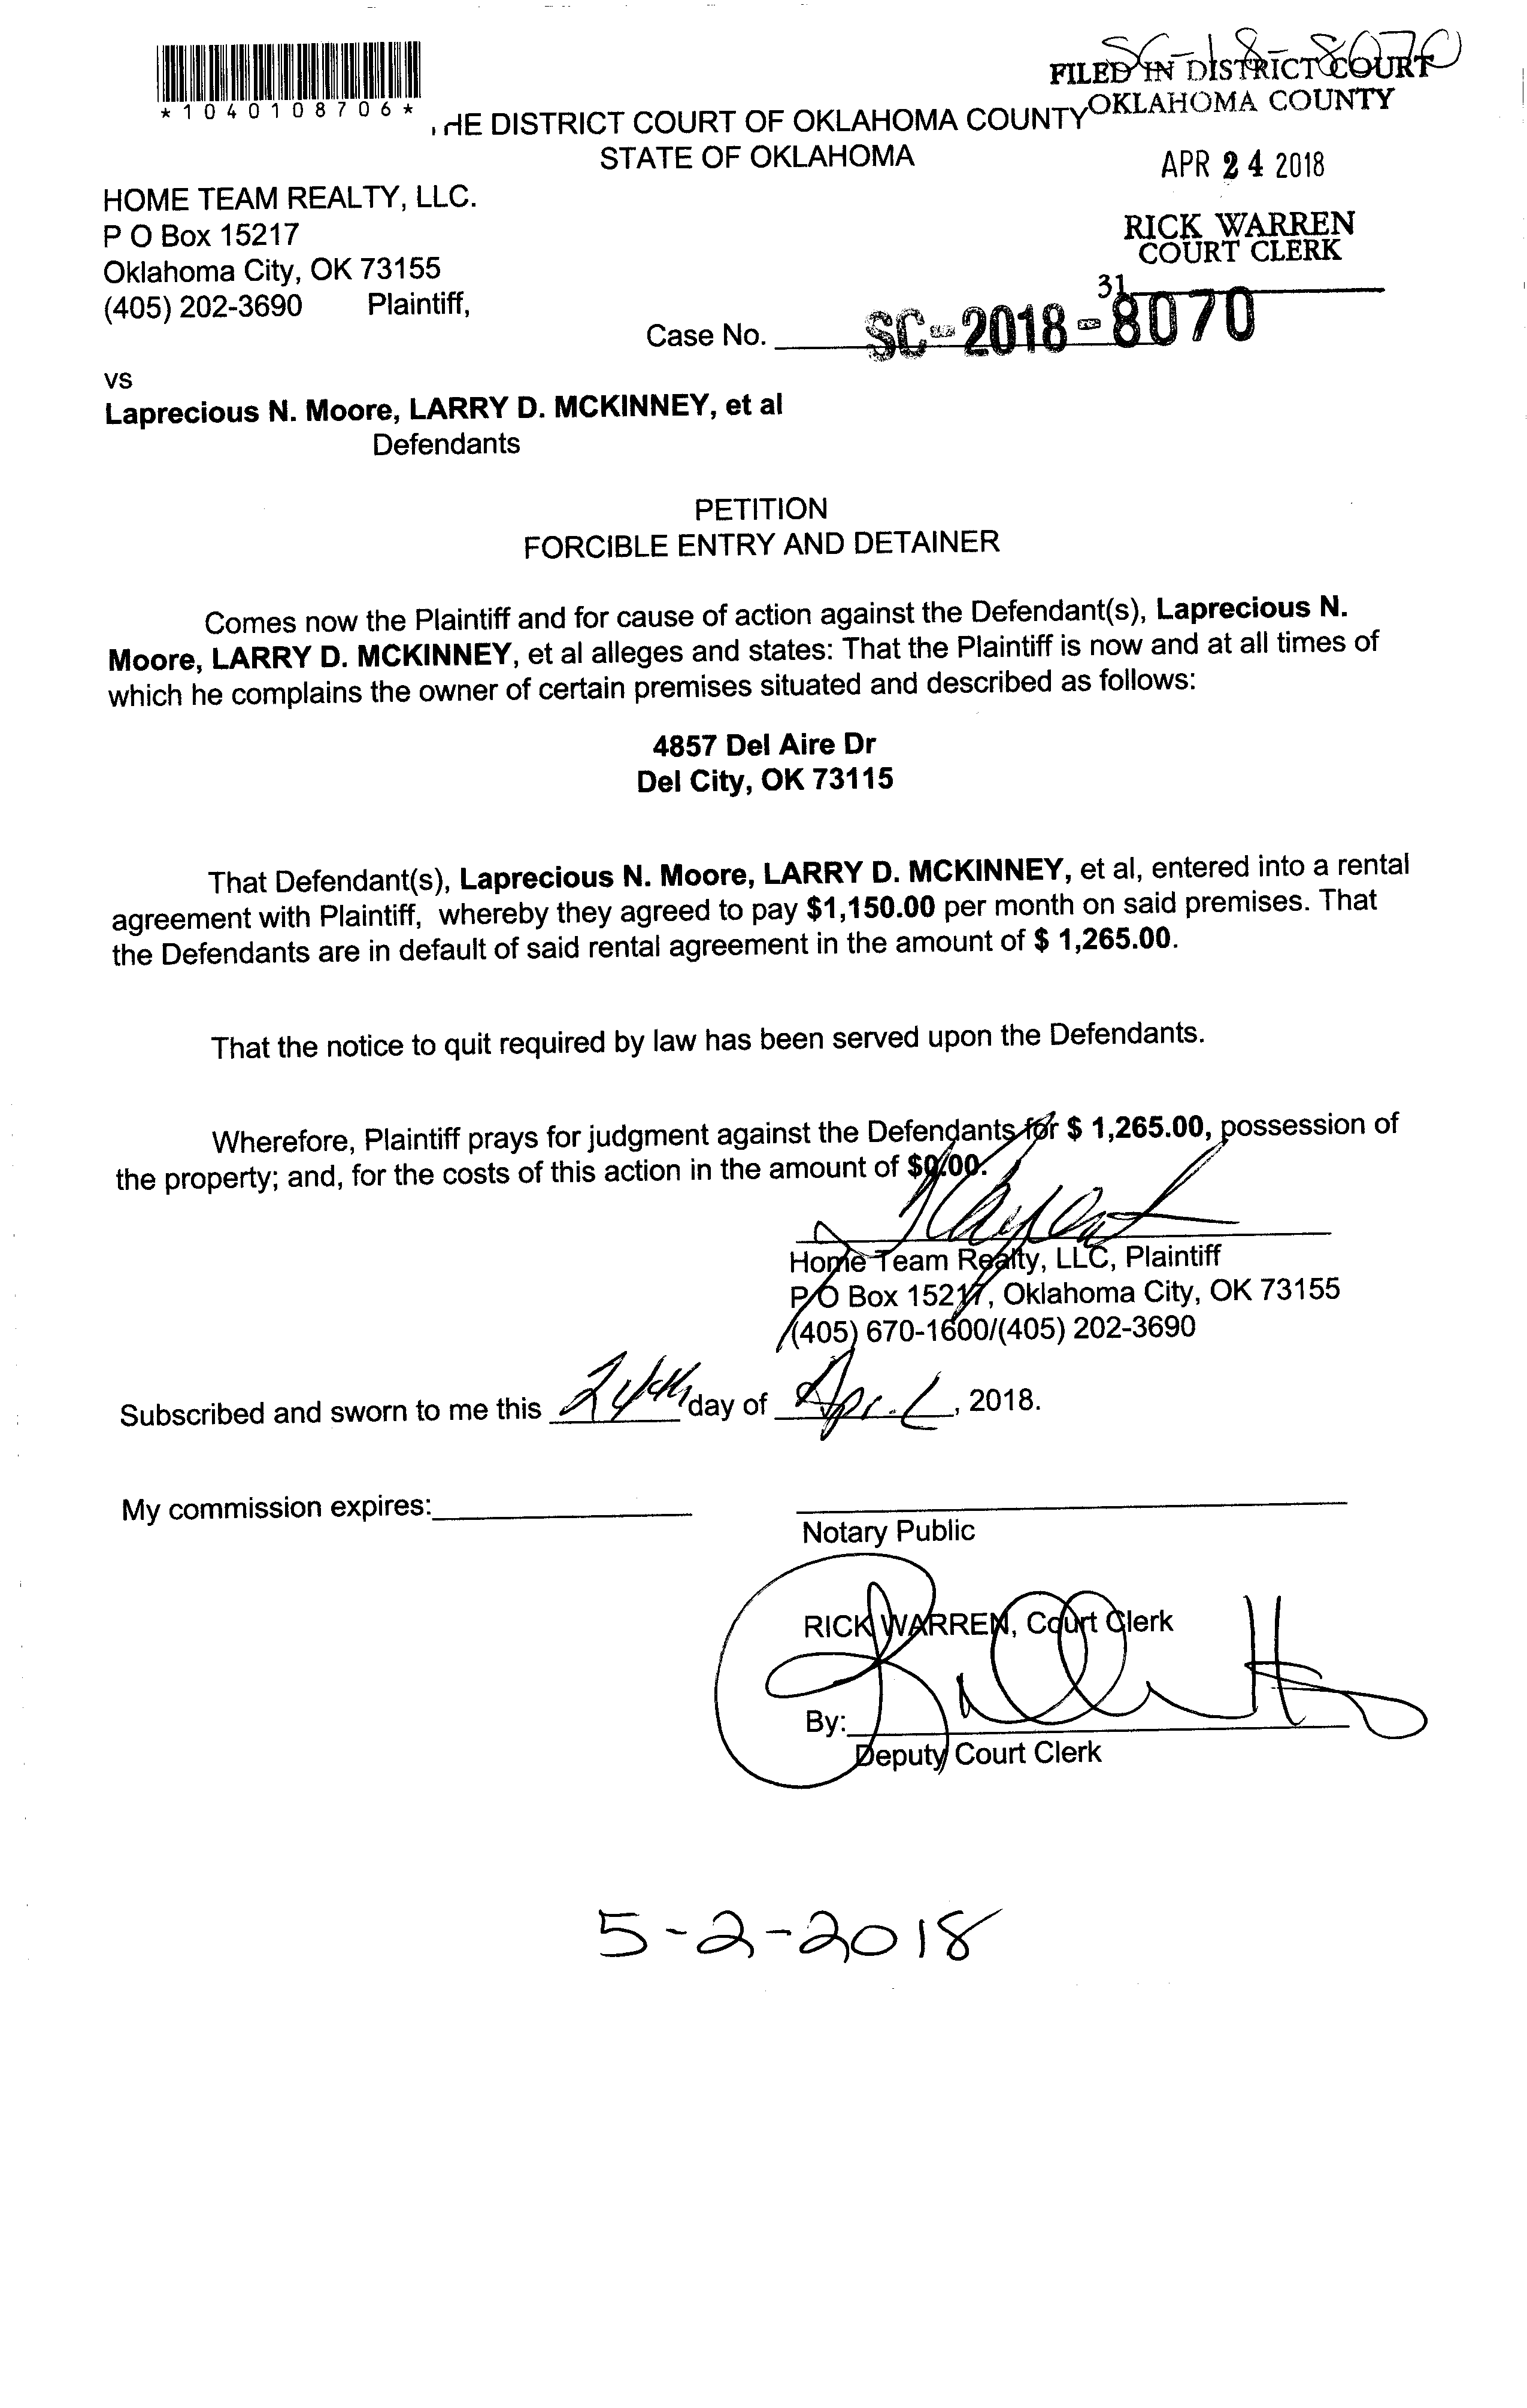 SC-18-8070
FILED IN DISTRICT COURT
OKLAHOMA COUNTY
*1040108706*
HE DISTRICT COURT OF OKLAHOMA COUNTY
STATE OF OKLAHOMA
APR 24 2018
HOME TEAM REALTY, LLC.
P O Box 15217
Oklahoma City, OK 73155
(405) 202-3690 Plaintiff,
RICK WARREN
COURT CLERK
31
Case No. SC-2018-8070
vs
Laprecious N. Moore, LARRY D. MCKINNEY, et al
Defendants
PETITION
FORCIBLE ENTRY AND DETAINER
Comes now the Plaintiff and for cause of action against the Defendant(s), Laprecious N.
Moore, LARRY D. MCKINNEY, et al alleges and states: That the Plaintiff is now and at all times of
which he complains the owner of certain premises situated and described as follows:
4857 Del Aire Dr
Del City, OK 73115
That Defendant(s), Laprecious N. Moore, LARRY D. MCKINNEY, et al, entered into a rental
agreement with Plaintiff, whereby they agreed to pay $1,150.00 per month on said premises. That
the Defendants are in default of said rental agreement in the amount of $ 1,265.00.
That the notice to quit required by law has been served upon the Defendants.
Wherefore, Plaintiff prays for judgment against the Defendants for $ 1,265.00, possession of
the property; and, for the costs of this action in the amount of $0.00.
Home Team Realty, LLC, Plaintiff
P O Box 15217, Oklahoma City, OK 73155
(405) 670-1600/(405) 202-3690
Subscribed and sworn to me this 24th day of April, 2018.
My commission expires:
Notary Public
RICK WARREN, Court Clerk
By:
Deputy Court Clerk
5-2-2018